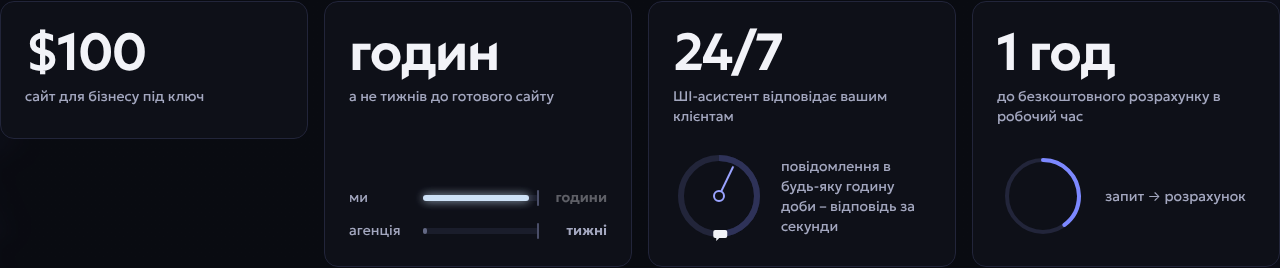 $100
сайт для бізнесу під ключ
годин
а не тижнів до готового сайту
ми
години
агенція
тижні
24/7
ШІ-асистент відповідає вашим
клієнтам
повідомлення в
будь-яку годину
доби – відповідь за
секунди
1 год
до безкоштовного розрахунку в
робочий час
запит → розрахунок